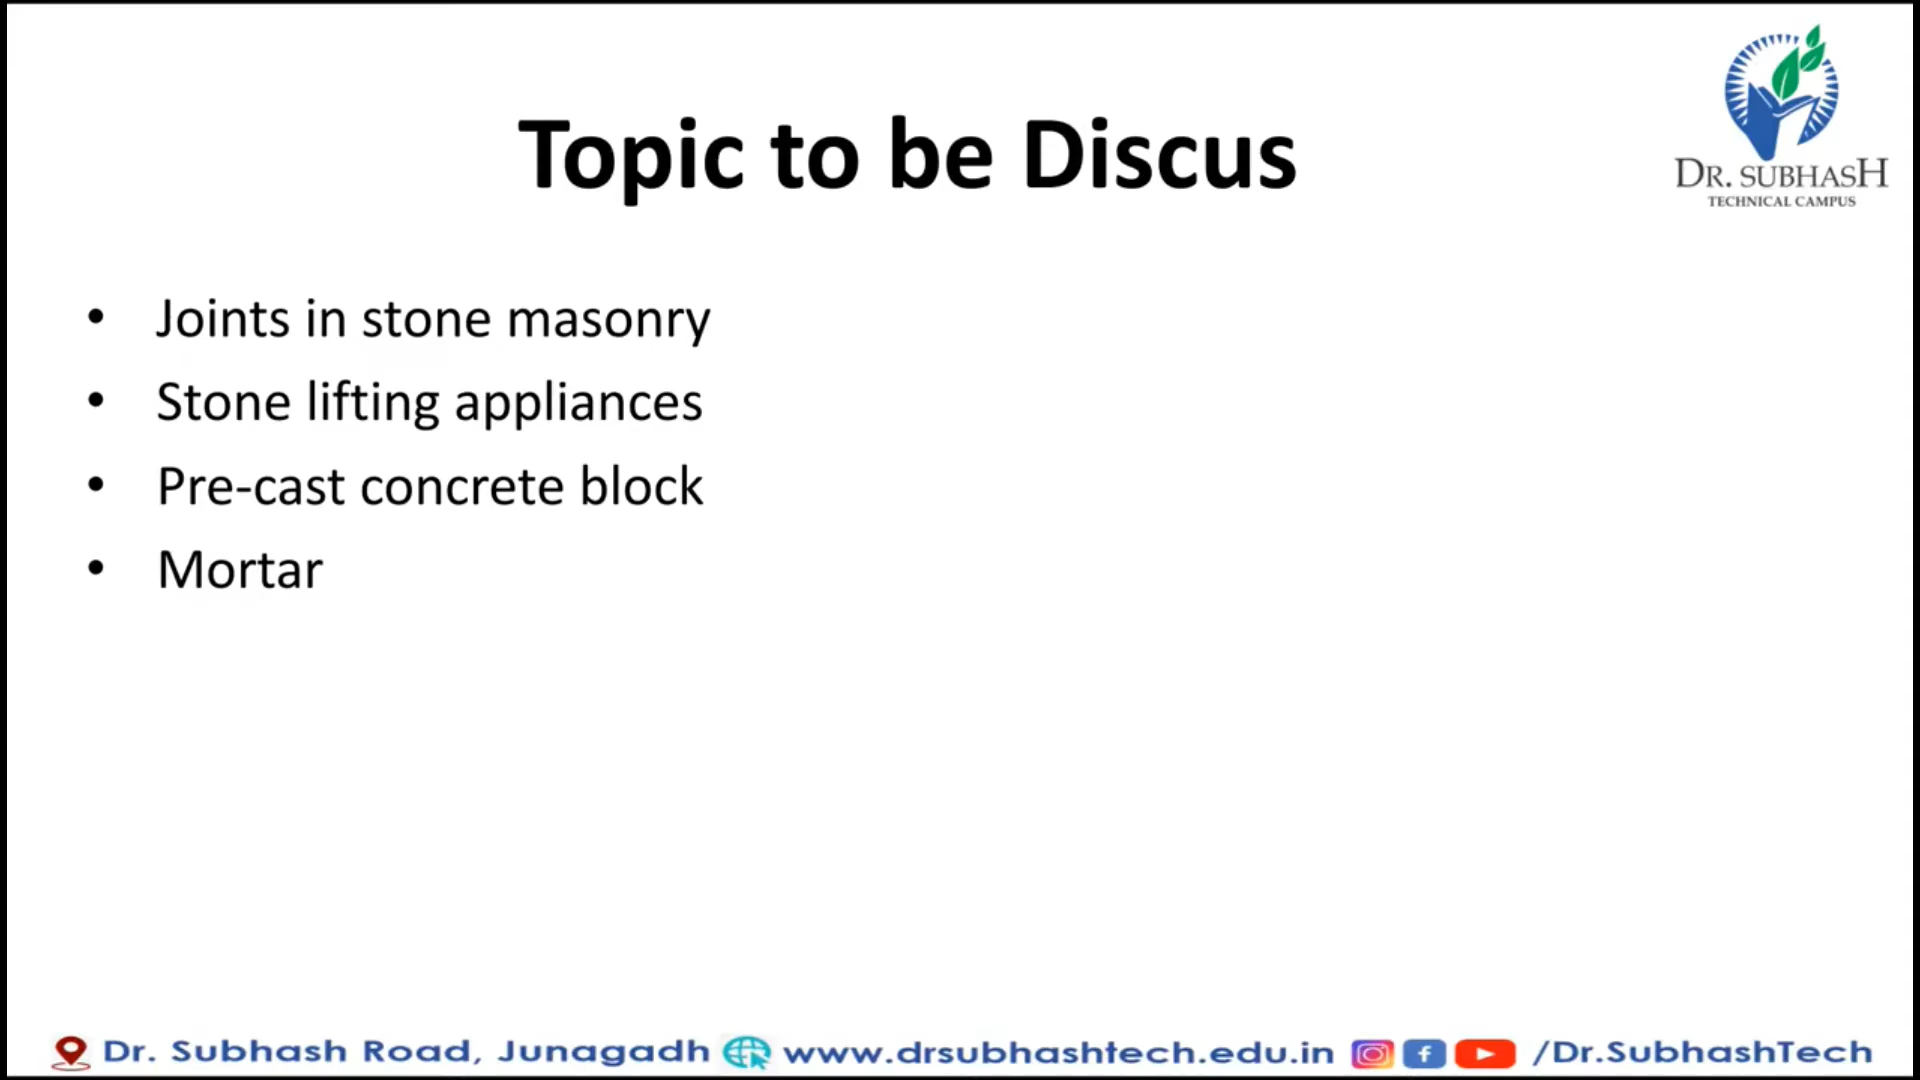 Topic to be Discus
DR. SUBHASH
TECHNICAL CAMPUS
• Joints in stone masonry
• Stone lifting appliances
• Pre-cast concrete block
• Mortar
Dr. Subhash Road, Junagadh www.drsubhashtech.edu.in /Dr.SubhashTech